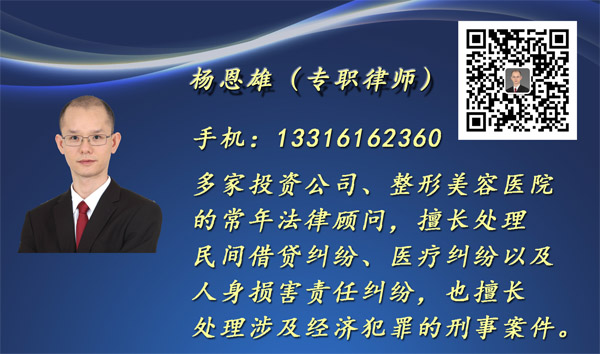 杨恩雄（专职律师）
手机：13316162360
多家投资公司、整形美容医院
的常年法律顾问，擅长处理
民间借贷纠纷、医疗纠纷以及
人身损害责任纠纷，也擅长
处理涉及经济犯罪的刑事案件。